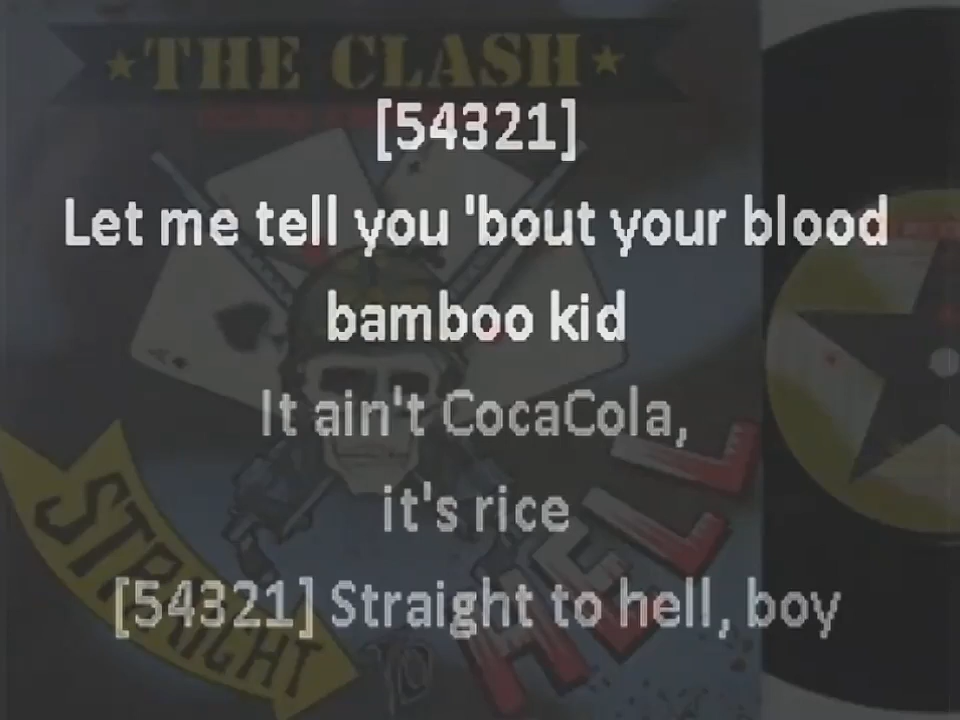 THE CLASH
[54321]
Let me tell you 'bout your blood
bamboo kid
It ain't CocaCola,
it's rice
[54321] Straight to hell, boy
STRAIGHT
TO
HELL